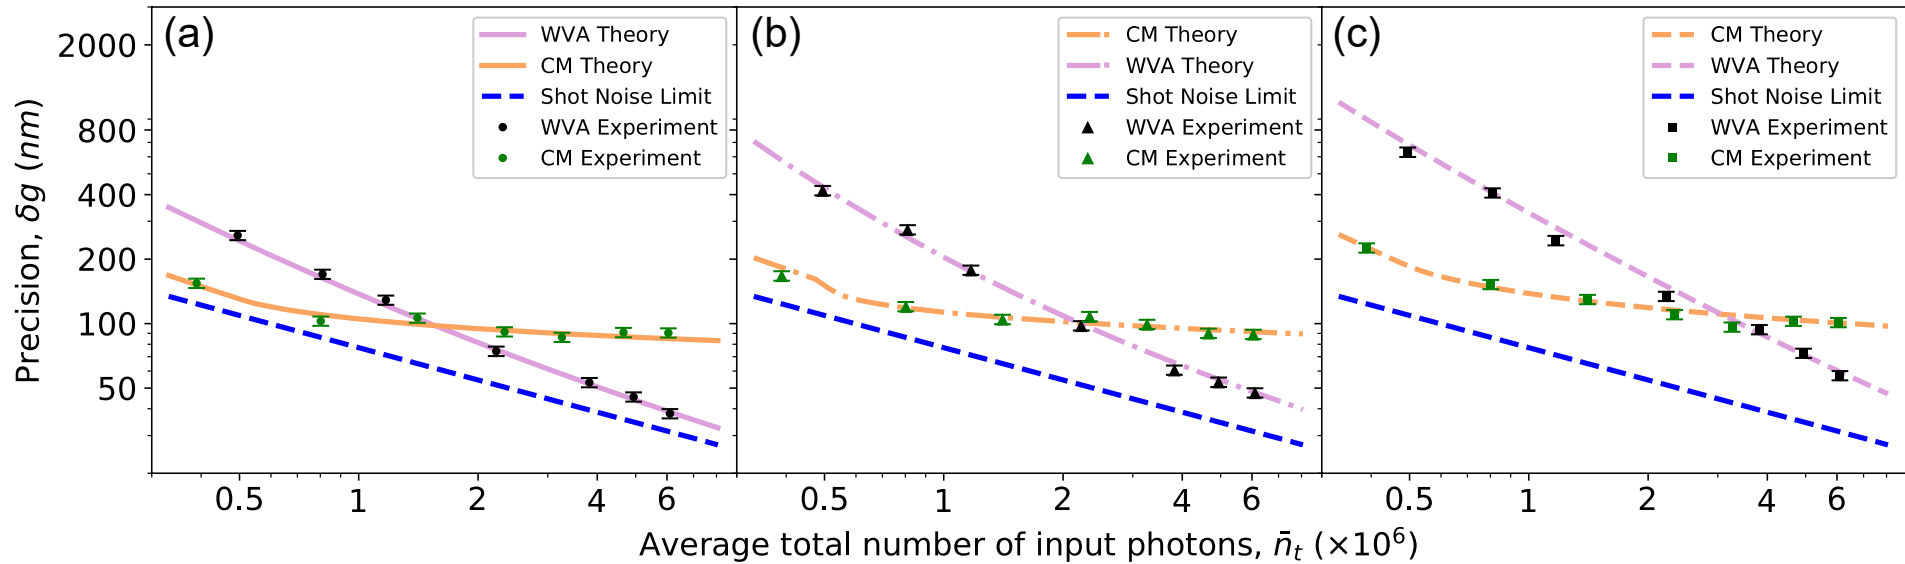 (a)
WVA Theory
CM Theory
Shot Noise Limit
WVA Experiment
CM Experiment
(b)
CM Theory
WVA Theory
Shot Noise Limit
WVA Experiment
CM Experiment
(c)
CM Theory
WVA Theory
Shot Noise Limit
WVA Experiment
CM Experiment
Precision, δg (nm)
2000
800
400
200
100
50
0.5 1 2 4 6
0.5 1 2 4 6
0.5 1 2 4 6
Average total number of input photons, n̄ₜ (×10⁶)